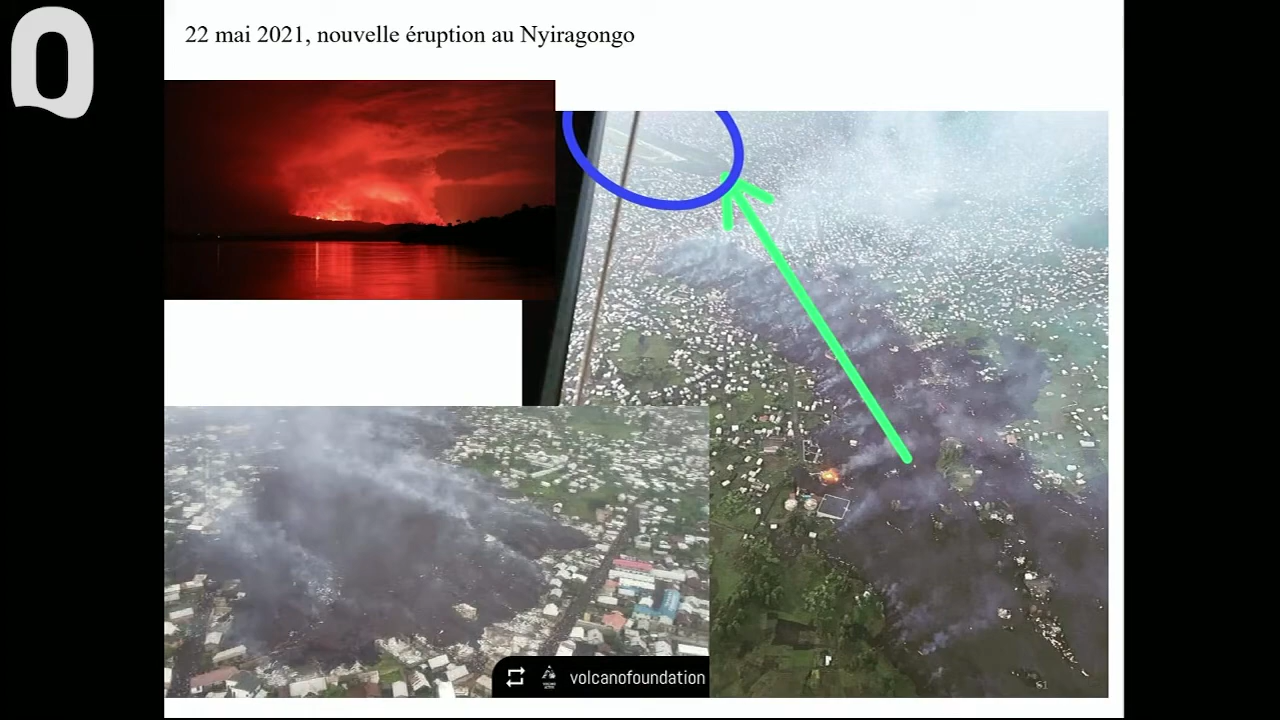 22 mai 2021, nouvelle éruption au Nyiragongo
volcanofoundation